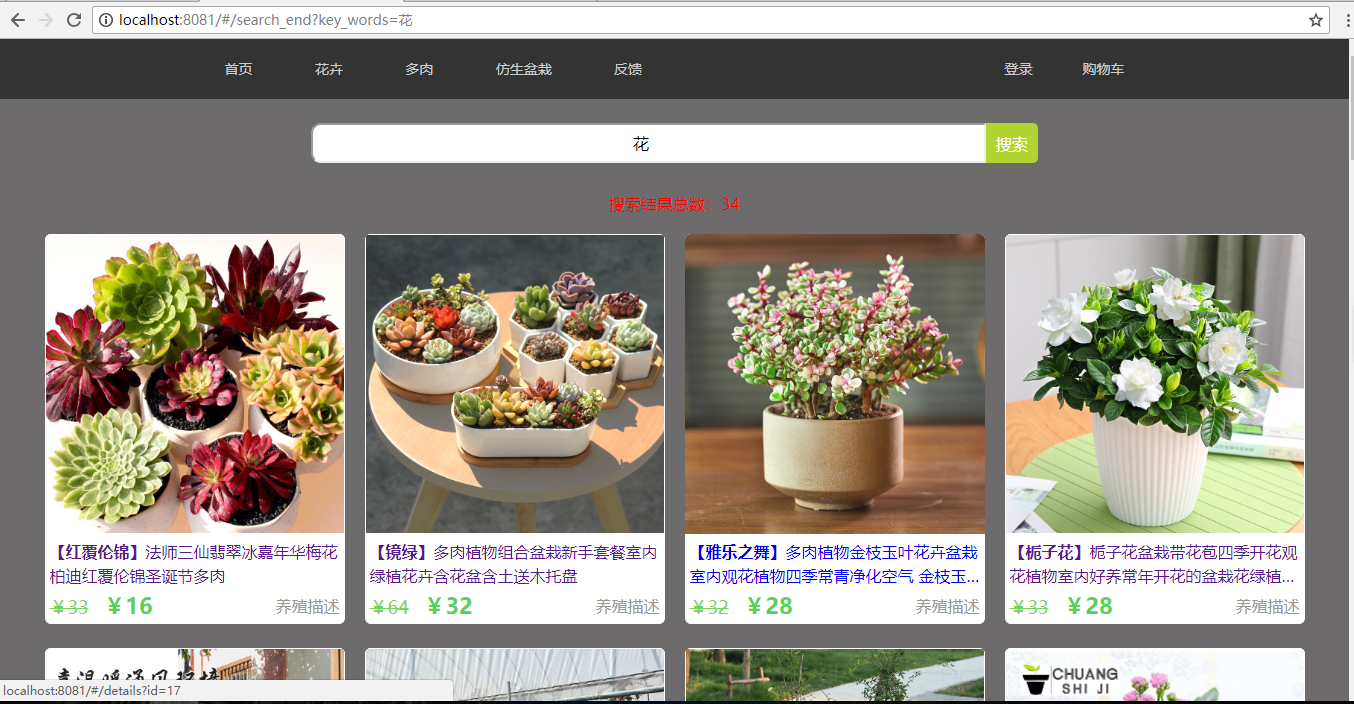 localhost:8081/#/search_end?key_words=花
首页 花卉 多肉 仿生盆栽 反馈 登录 购物车
花 搜索
搜索结果总数：34
【红覆伦锦】法师三仙翡翠冰嘉年华梅花
柏迪红覆伦锦圣诞节多肉
￥33 ￥16 养殖描述
【镜绿】多肉植物组合盆栽新手套餐室内
绿植花卉含花盆含土送木托盘
￥64 ￥32 养殖描述
【雅乐之舞】多肉植物金枝玉叶花卉盆栽
室内观花植物四季常青净化空气 金枝玉...
￥32 ￥28 养殖描述
【栀子花】栀子花盆栽带花苞四季开花观
花植物室内好养常年开花的盆栽花绿植...
￥33 ￥28 养殖描述
CHUANG
SHI JI
localhost:8081/#/details?id=17